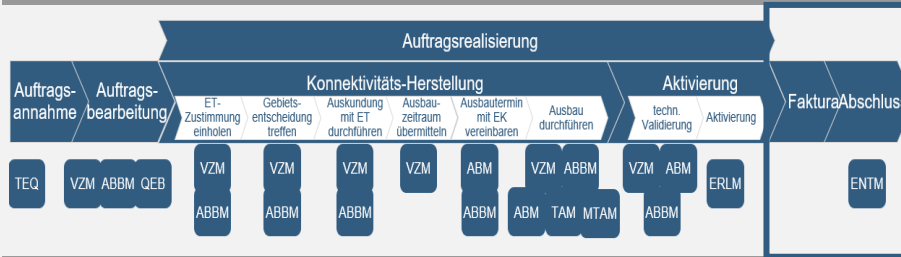 Auftragsrealisierung
Auftrags-
annahme
Auftrags-
bearbeitung
Konnektivitäts-Herstellung
Aktivierung
Faktura
Abschlus
ET-
Zustimmung
einholen
Gebiets-
entscheidung
treffen
Auskundung
mit ET
durchführen
Ausbau-
zeitraum
übermitteln
Ausbautermin
mit EK
vereinbaren
Ausbau
durchführen
techn.
Validierung
Aktivierung
TEQ
VZM
ABBM
QEB
VZM
VZM
VZM
VZM
ABM
VZM
ABBM
VZM
ABM
ERLM
ENTM
ABBM
ABBM
ABBM
ABBM
ABM
TAM
MTAM
ABBM